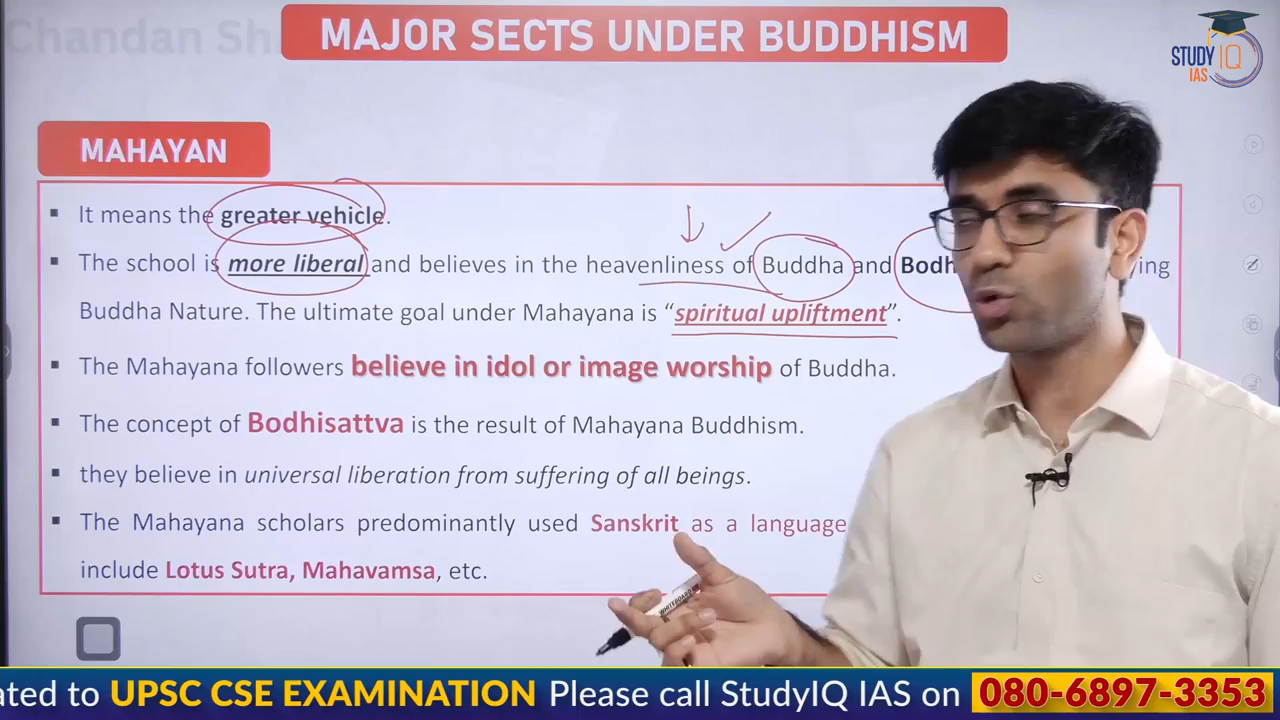 Chandan Sh
MAJOR SECTS UNDER BUDDHISM
STUDY IQ
IAS
MAHAYAN
▪ It means the greater vehicle.
▪ The school is more liberal and believes in the heavenliness of Buddha and Bodh ying
Buddha Nature. The ultimate goal under Mahayana is “spiritual upliftment”.
▪ The Mahayana followers believe in idol or image worship of Buddha.
▪ The concept of Bodhisattva is the result of Mahayana Buddhism.
▪ they believe in universal liberation from suffering of all beings.
▪ The Mahayana scholars predominantly used Sanskrit as a language
include Lotus Sutra, Mahavamsa, etc.
WHITEBOARD
ated to UPSC CSE EXAMINATION Please call StudyIQ IAS on 080-6897-3353